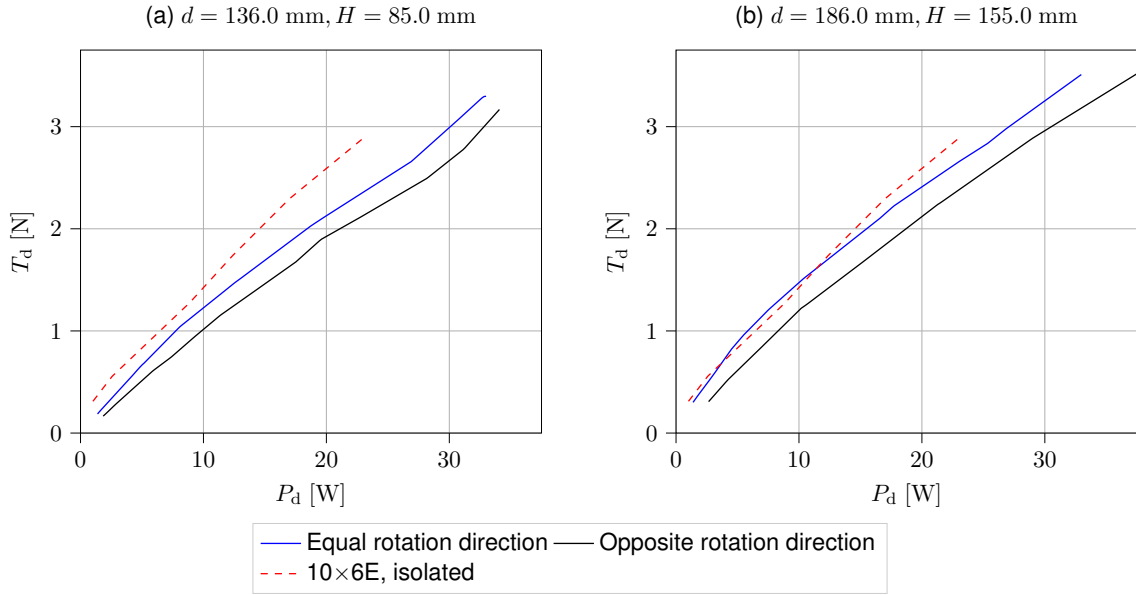 (a) d = 136.0 mm, H = 85.0 mm
(b) d = 186.0 mm, H = 155.0 mm
3
2
1
0
T_d [N]
0 10 20 30
P_d [W]
3
2
1
0
T_d [N]
0 10 20 30
P_d [W]
Equal rotation direction Opposite rotation direction
10×6E, isolated